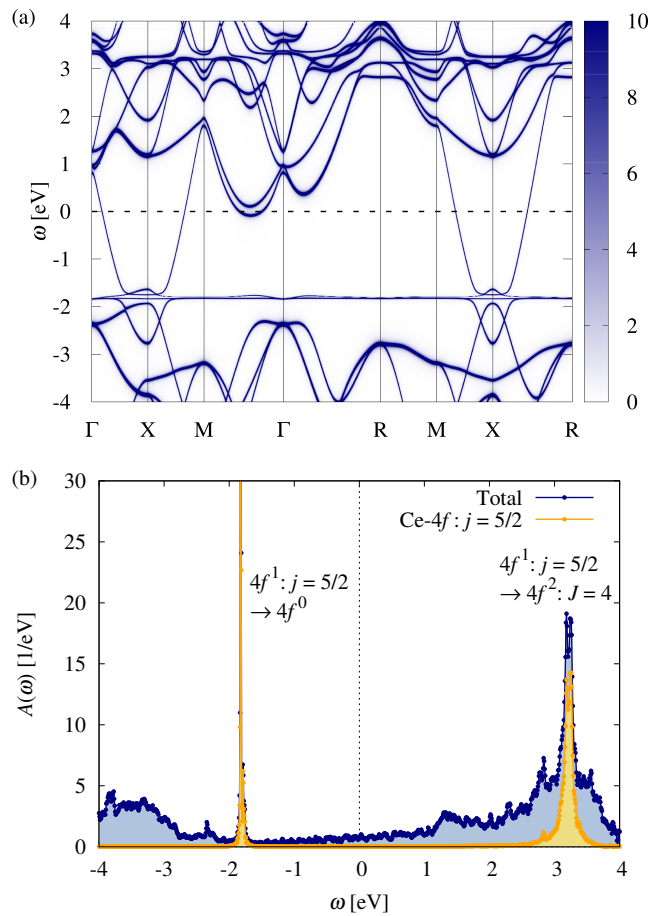 (a)
4
3
2
1
0
-1
-2
-3
-4
ω [eV]
Γ X M Γ R M X R
10
8
6
4
2
0
(b)
30
25
20
15
10
5
0
A(ω) [1/eV]
Total
Ce-4f : j = 5/2
4f¹: j = 5/2
→ 4f⁰
4f¹: j = 5/2
→ 4f²: J = 4
-4 -3 -2 -1 0 1 2 3 4
ω [eV]